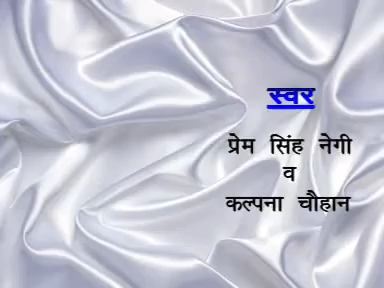 स्वर
प्रेम सिंह नेगी
व
कल्पना चौहान